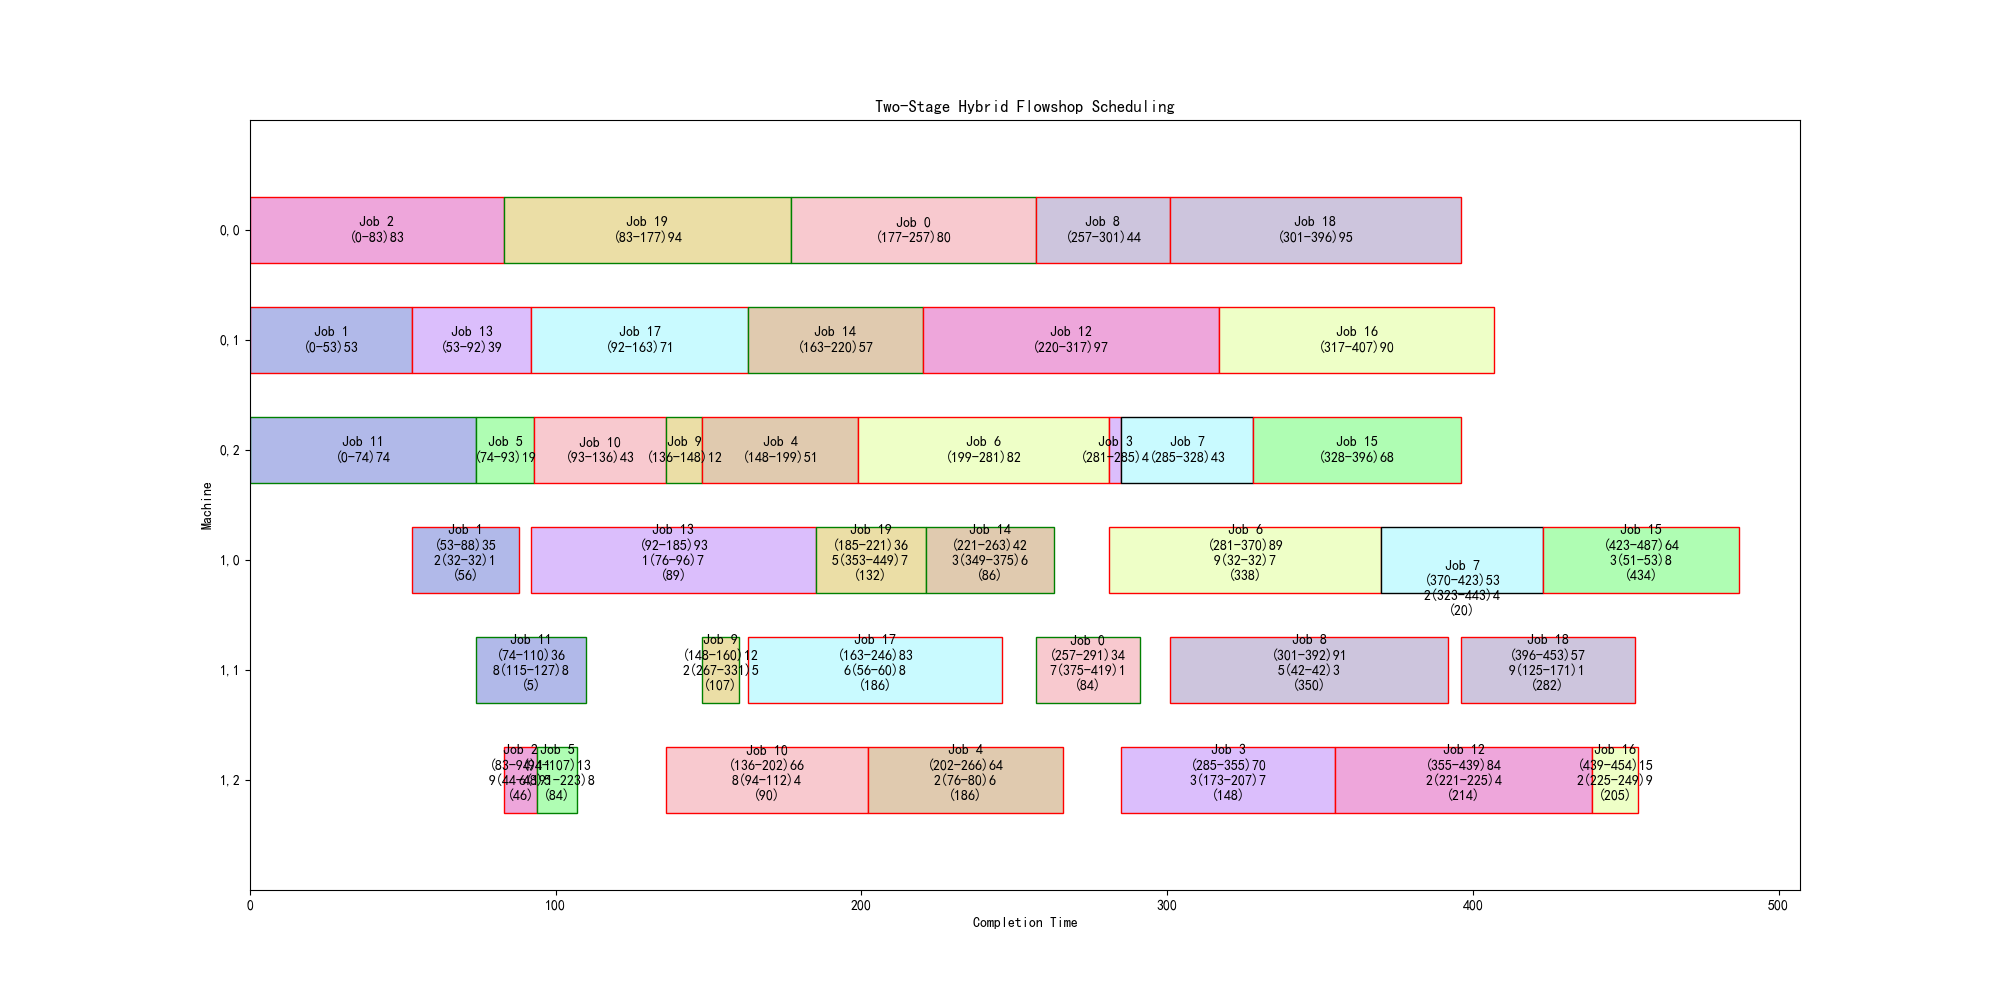 Two-Stage Hybrid Flowshop Scheduling
0,0
Job 2
(0-83)83
Job 19
(83-177)94
Job 0
(177-257)80
Job 8
(257-301)44
Job 18
(301-396)95
0,1
Job 1
(0-53)53
Job 13
(53-92)39
Job 17
(92-163)71
Job 14
(163-220)57
Job 12
(220-317)97
Job 16
(317-407)90
0,2
Job 11
(0-74)74
Job 5
(74-93)19
Job 10
(93-136)43
Job 9
(136-148)12
Job 4
(148-199)51
Job 6
(199-281)82
Job 3
(281-285)4
Job 7
(285-328)43
Job 15
(328-396)68
Machine
1,0
Job 1
(53-88)35
2(32-32)1
(56)
Job 13
(92-185)93
1(76-96)7
(89)
Job 19
(185-221)36
5(353-449)7
(132)
Job 14
(221-263)42
3(349-375)6
(86)
Job 6
(281-370)89
9(32-32)7
(338)
Job 7
(370-423)53
2(323-443)4
(20)
Job 15
(423-487)64
3(51-53)8
(434)
1,1
Job 11
(74-110)36
8(115-127)8
(5)
Job 9
(148-160)12
2(267-331)5
(107)
Job 17
(163-246)83
6(56-60)8
(186)
Job 0
(257-291)34
7(375-419)1
(84)
Job 8
(301-392)91
5(42-42)3
(350)
Job 18
(396-453)57
9(125-171)1
(282)
1,2
Job 2
(46)
Job 5
(94-107)13
(84)
Job 10
(136-202)66
8(94-112)4
(90)
Job 4
(202-266)64
2(76-80)6
(186)
Job 3
(285-355)70
3(173-207)7
(148)
Job 12
(355-439)84
2(221-225)4
(214)
Job 16
(439-454)15
2(225-249)9
(205)
0
100
200
300
400
500
Completion Time